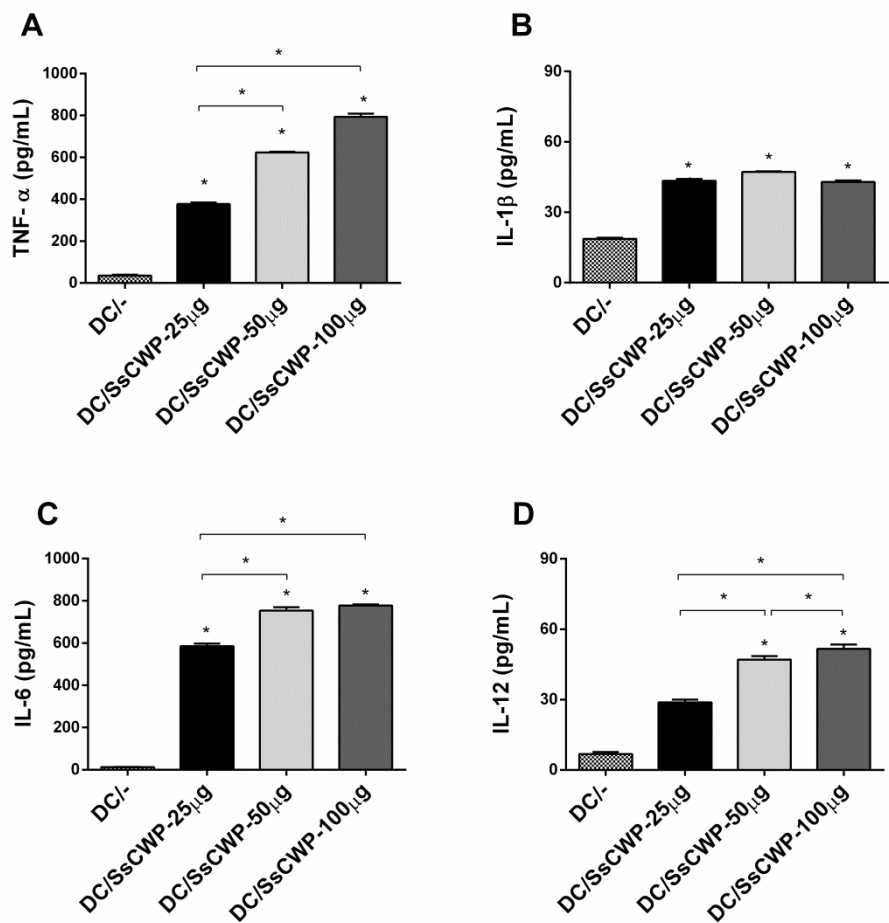 A
TNF- α (pg/mL)
1000
800
600
400
200
0
*
*
*
*
*
DC/-
DC/SsCWP-25µg
DC/SsCWP-50µg
DC/SsCWP-100µg
B
IL-1β (pg/mL)
90
60
30
0
*
*
*
DC/-
DC/SsCWP-25µg
DC/SsCWP-50µg
DC/SsCWP-100µg
C
IL-6 (pg/mL)
1000
800
600
400
200
0
*
*
*
*
*
DC/-
DC/SsCWP-25µg
DC/SsCWP-50µg
DC/SsCWP-100µg
D
IL-12 (pg/mL)
90
60
30
0
*
*
*
*
*
DC/-
DC/SsCWP-25µg
DC/SsCWP-50µg
DC/SsCWP-100µg